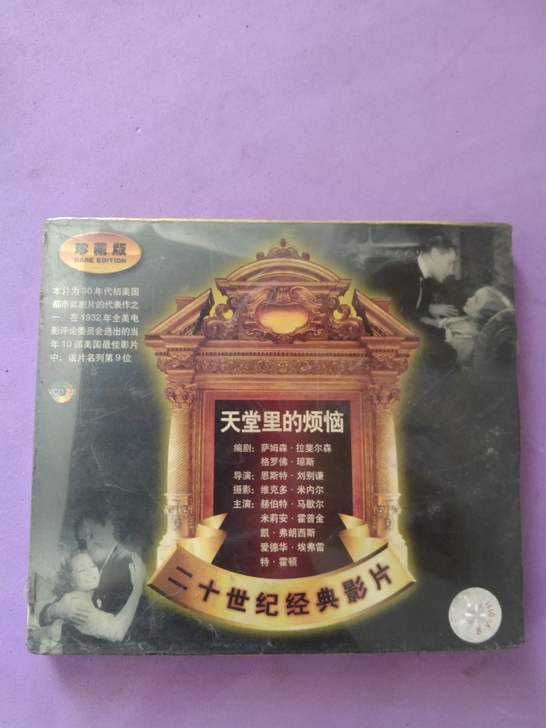 珍藏版
RARE EDITION
本片为30年代初美国
都市喜剧片的代表作之
一 在1932年全美电
影评论委员会选出的当
年10部美国最佳影片
中，该片名列第9位
VCD 2.0
天堂里的烦恼
编剧：萨姆森·拉斐尔森
格罗佛·琼斯
导演：恩斯特·刘别谦
摄影：维克多·米内尔
主演：赫伯特·马歇尔
米莉安·霍普金
凯·弗朗西斯
爱德华·埃弗雷
特·霍顿
二十世纪经典影片